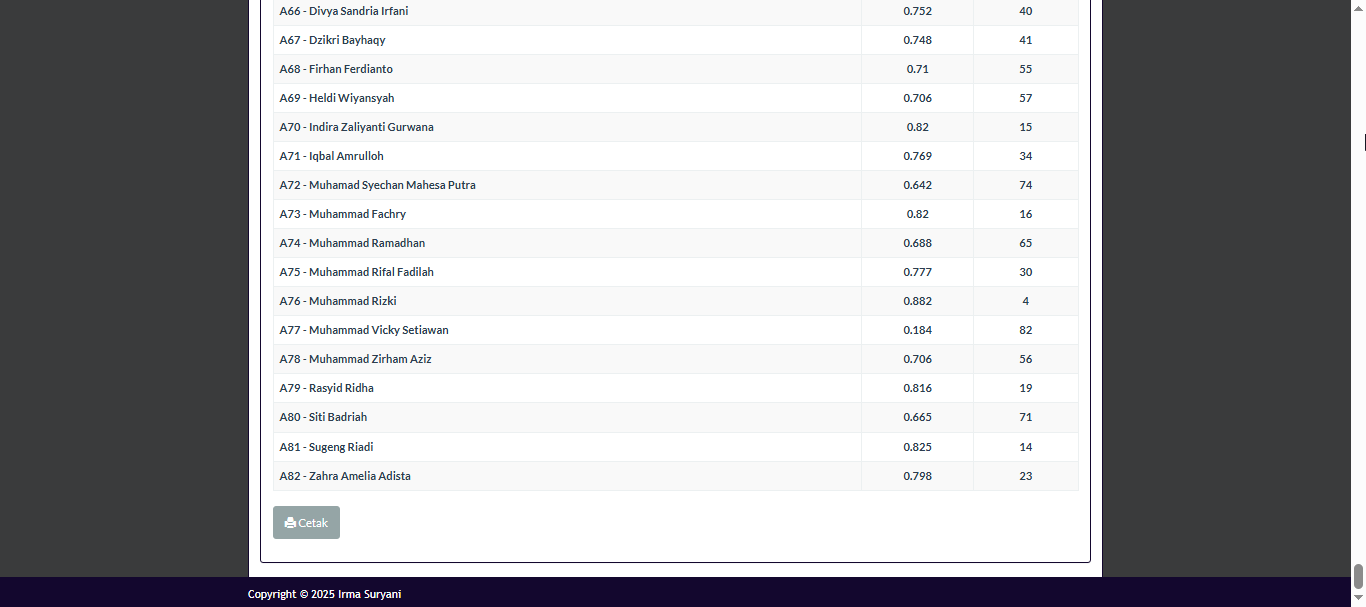 A66 - Divya Sandria Irfani 0.752 40
A67 - Dzikri Bayhaqy 0.748 41
A68 - Firhan Ferdianto 0.71 55
A69 - Heldi Wiyansyah 0.706 57
A70 - Indira Zaliyanti Gurwana 0.82 15
A71 - Iqbal Amrulloh 0.769 34
A72 - Muhamad Syechan Mahesa Putra 0.642 74
A73 - Muhammad Fachry 0.82 16
A74 - Muhammad Ramadhan 0.688 65
A75 - Muhammad Rifal Fadilah 0.777 30
A76 - Muhammad Rizki 0.882 4
A77 - Muhammad Vicky Setiawan 0.184 82
A78 - Muhammad Zirham Aziz 0.706 56
A79 - Rasyid Ridha 0.816 19
A80 - Siti Badriah 0.665 71
A81 - Sugeng Riadi 0.825 14
A82 - Zahra Amelia Adista 0.798 23
Cetak
Copyright © 2025 Irma Suryani